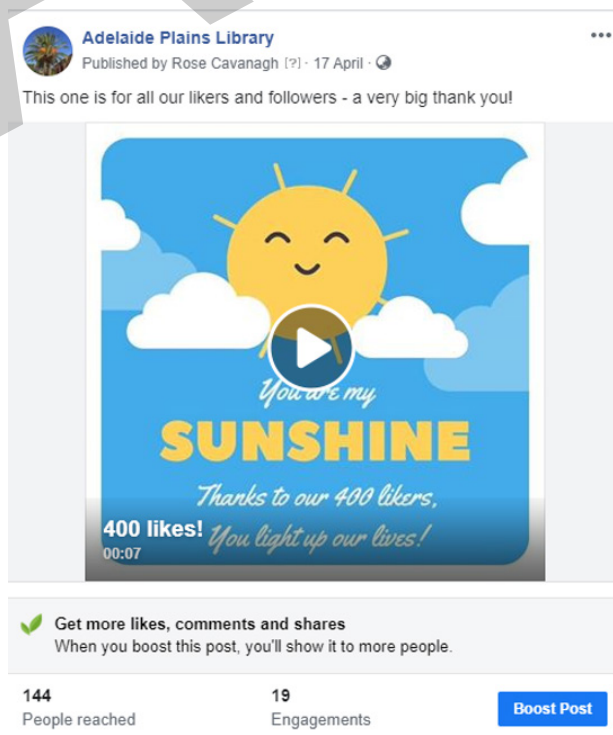 Adelaide Plains Library
Published by Rose Cavanagh [?] · 17 April ·
This one is for all our likers and followers - a very big thank you!
You are my
SUNSHINE
Thanks to our 400 likers,
400 likes!
You light up our lives!
00:07
Get more likes, comments and shares
When you boost this post, you'll show it to more people.
144
People reached
19
Engagements
Boost Post